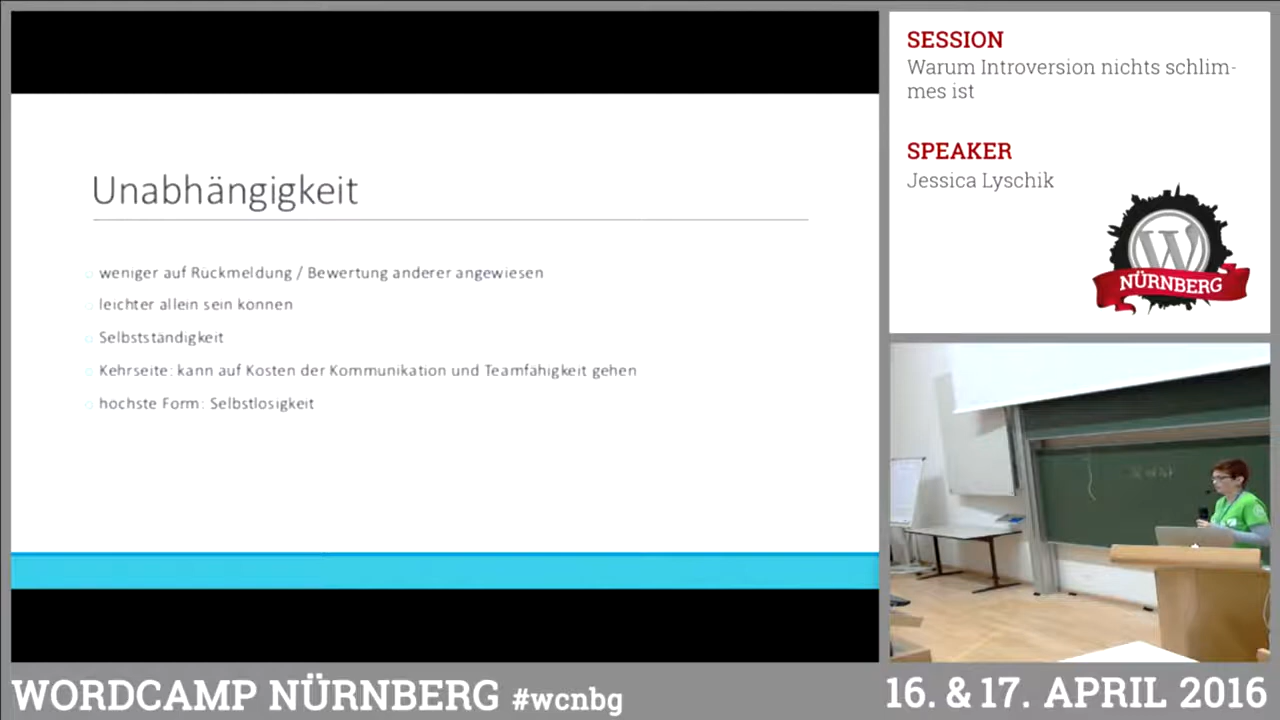 Unabhängigkeit
weniger auf Rückmeldung / Bewertung anderer angewiesen
leichter allein sein können
Selbstständigkeit
Kehrseite: kann auf Kosten der Kommunikation und Teamfähigkeit gehen
höchste Form: Selbstlosigkeit
SESSION
Warum Introversion nichts schlim-
mes ist
SPEAKER
Jessica Lyschik
W
NÜRNBERG
WORDCAMP NÜRNBERG #wcnbg
16. & 17. APRIL 2016